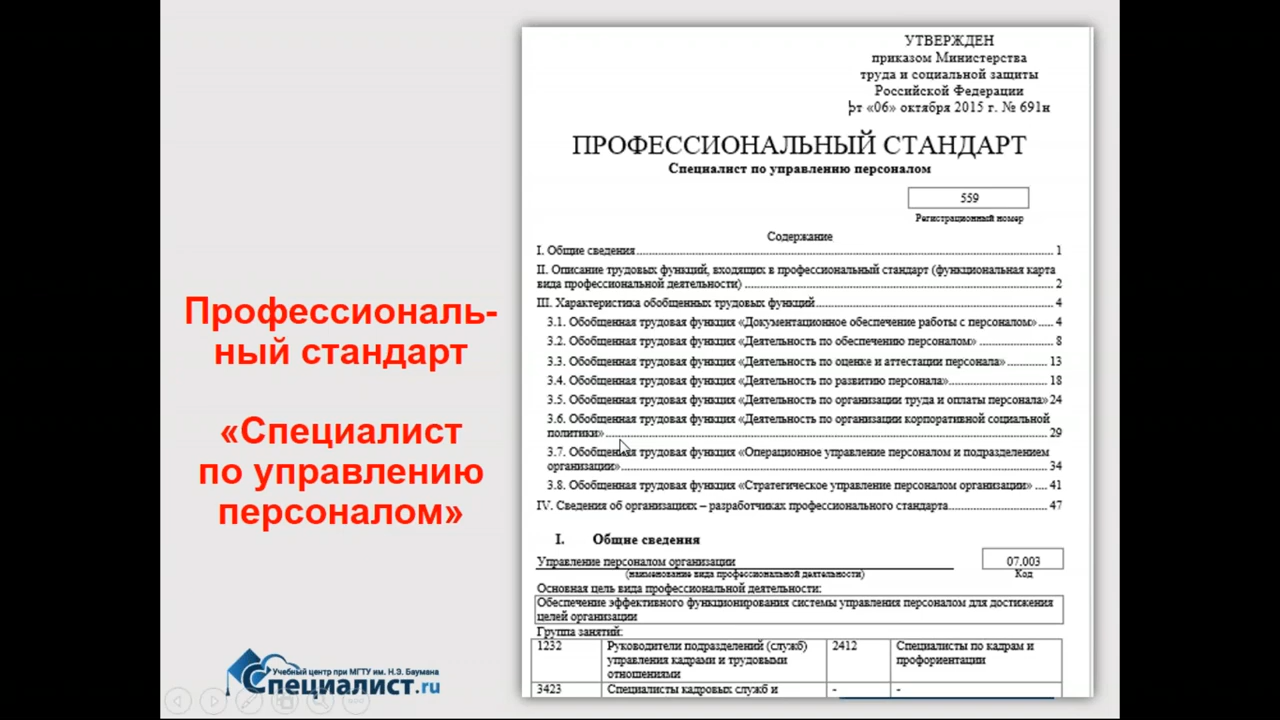 Профессиональ-
ный стандарт
«Специалист
по управлению
персоналом»
Учебный центр при МГТУ им. Н.Э. Баумана
Специалист.ru
УТВЕРЖДЕН
приказом Министерства
труда и социальной защиты
Российской Федерации
от «06» октября 2015 г. № 691н
ПРОФЕССИОНАЛЬНЫЙ СТАНДАРТ
Специалист по управлению персоналом
559
Регистрационный номер
Содержание
I. Общие сведения 1
II. Описание трудовых функций, входящих в профессиональный стандарт (функциональная карта
вида профессиональной деятельности) 2
III. Характеристика обобщенных трудовых функций 4
3.1. Обобщенная трудовая функция «Документационное обеспечение работы с персоналом» 4
3.2. Обобщенная трудовая функция «Деятельность по обеспечению персоналом» 8
3.3. Обобщенная трудовая функция «Деятельность по оценке и аттестации персонала» 13
3.4. Обобщенная трудовая функция «Деятельность по развитию персонала» 18
3.5. Обобщенная трудовая функция «Деятельность по организации труда и оплаты персонала» 24
3.6. Обобщенная трудовая функция «Деятельность по организации корпоративной социальной
политики» 29
3.7. Обобщенная трудовая функция «Операционное управление персоналом и подразделением
организации» 34
3.8. Обобщенная трудовая функция «Стратегическое управление персоналом организации» 41
IV. Сведения об организациях – разработчиках профессионального стандарта 47
I. Общие сведения
Управление персоналом организации 07.003
(наименование вида профессиональной деятельности) Код
Основная цель вида профессиональной деятельности:
Обеспечение эффективного функционирования системы управления персоналом для достижения
целей организации
Группа занятий:
1232 Руководители подразделений (служб) 2412 Специалисты по кадрам и
управления кадрами и трудовыми профориентации
отношениями
3423 Специалисты кадровых служб и - -